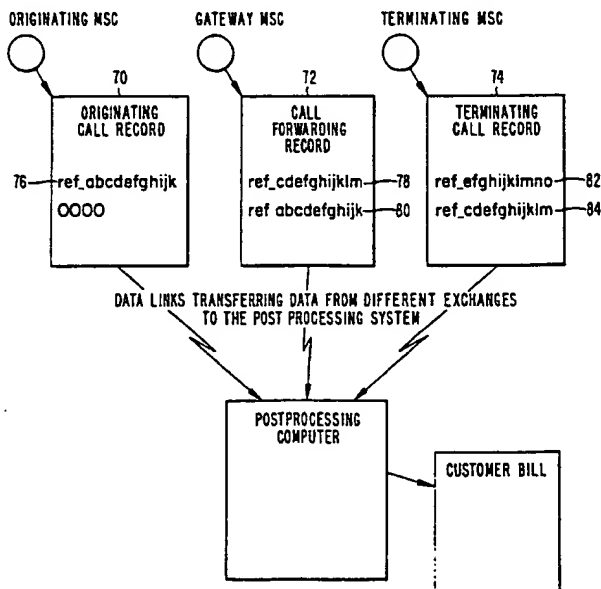 ORIGINATING MSC
GATEWAY MSC
TERMINATING MSC
70
72
74
ORIGINATING
CALL RECORD
76 ref_abcdefghijk
0000
CALL
FORWARDING
RECORD
ref_cdefghijklm 78
ref abcdefghijk 80
TERMINATING
CALL RECORD
ref_efghijklmno 82
ref_cdefghijklm 84
DATA LINKS TRANSFERRING DATA FROM DIFFERENT EXCHANGES
TO THE POST PROCESSING SYSTEM
POSTPROCESSING
COMPUTER
CUSTOMER BILL